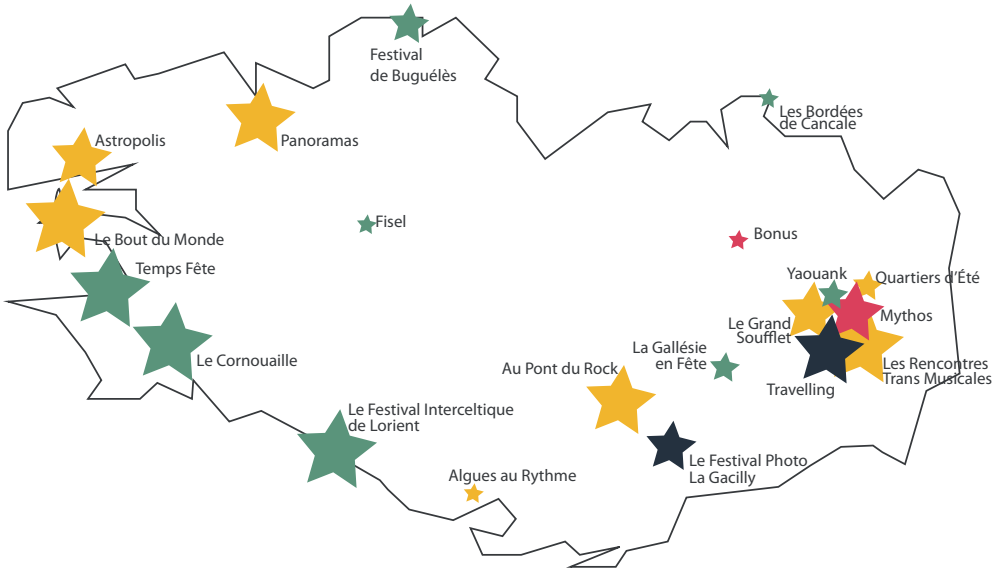 Festival
de Buguélès
Les Bordées
de Cancale
Astropolis
Panoramas
Fisel
Le Bout du Monde
Bonus
Temps Fête
Yaouank
Quartiers d'Été
Mythos
Le Grand
Soufflet
La Gallésie
en Fête
Le Cornouaille
Au Pont du Rock
Les Rencontres
Trans Musicales
Travelling
Le Festival Interceltique
de Lorient
Le Festival Photo
La Gacilly
Algues au Rythme